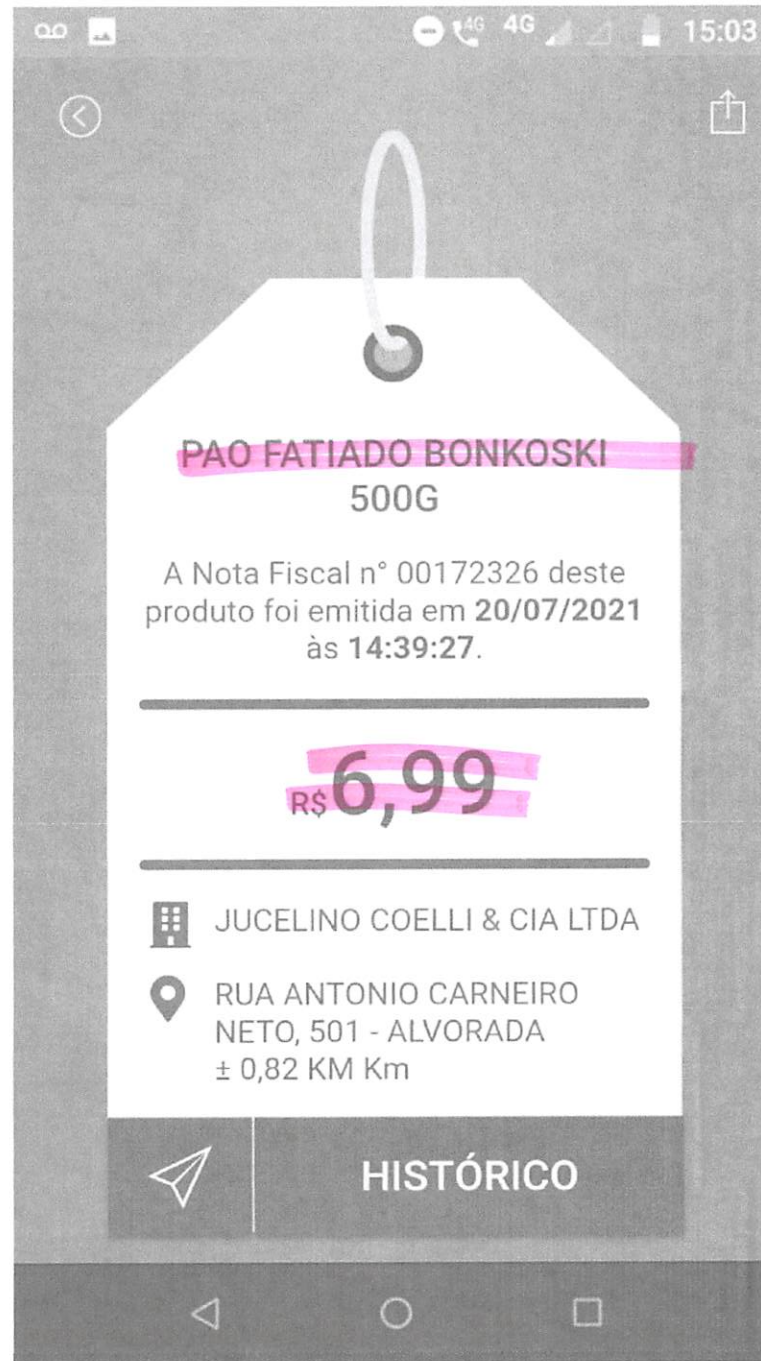 4G 4G 15:03
PAO FATIADO BONKOSKI
500G
A Nota Fiscal n° 00172326 deste
produto foi emitida em 20/07/2021
às 14:39:27.
R$6,99
JUCELINO COELLI & CIA LTDA
RUA ANTONIO CARNEIRO
NETO, 501 - ALVORADA
± 0,82 KM Km
HISTÓRICO